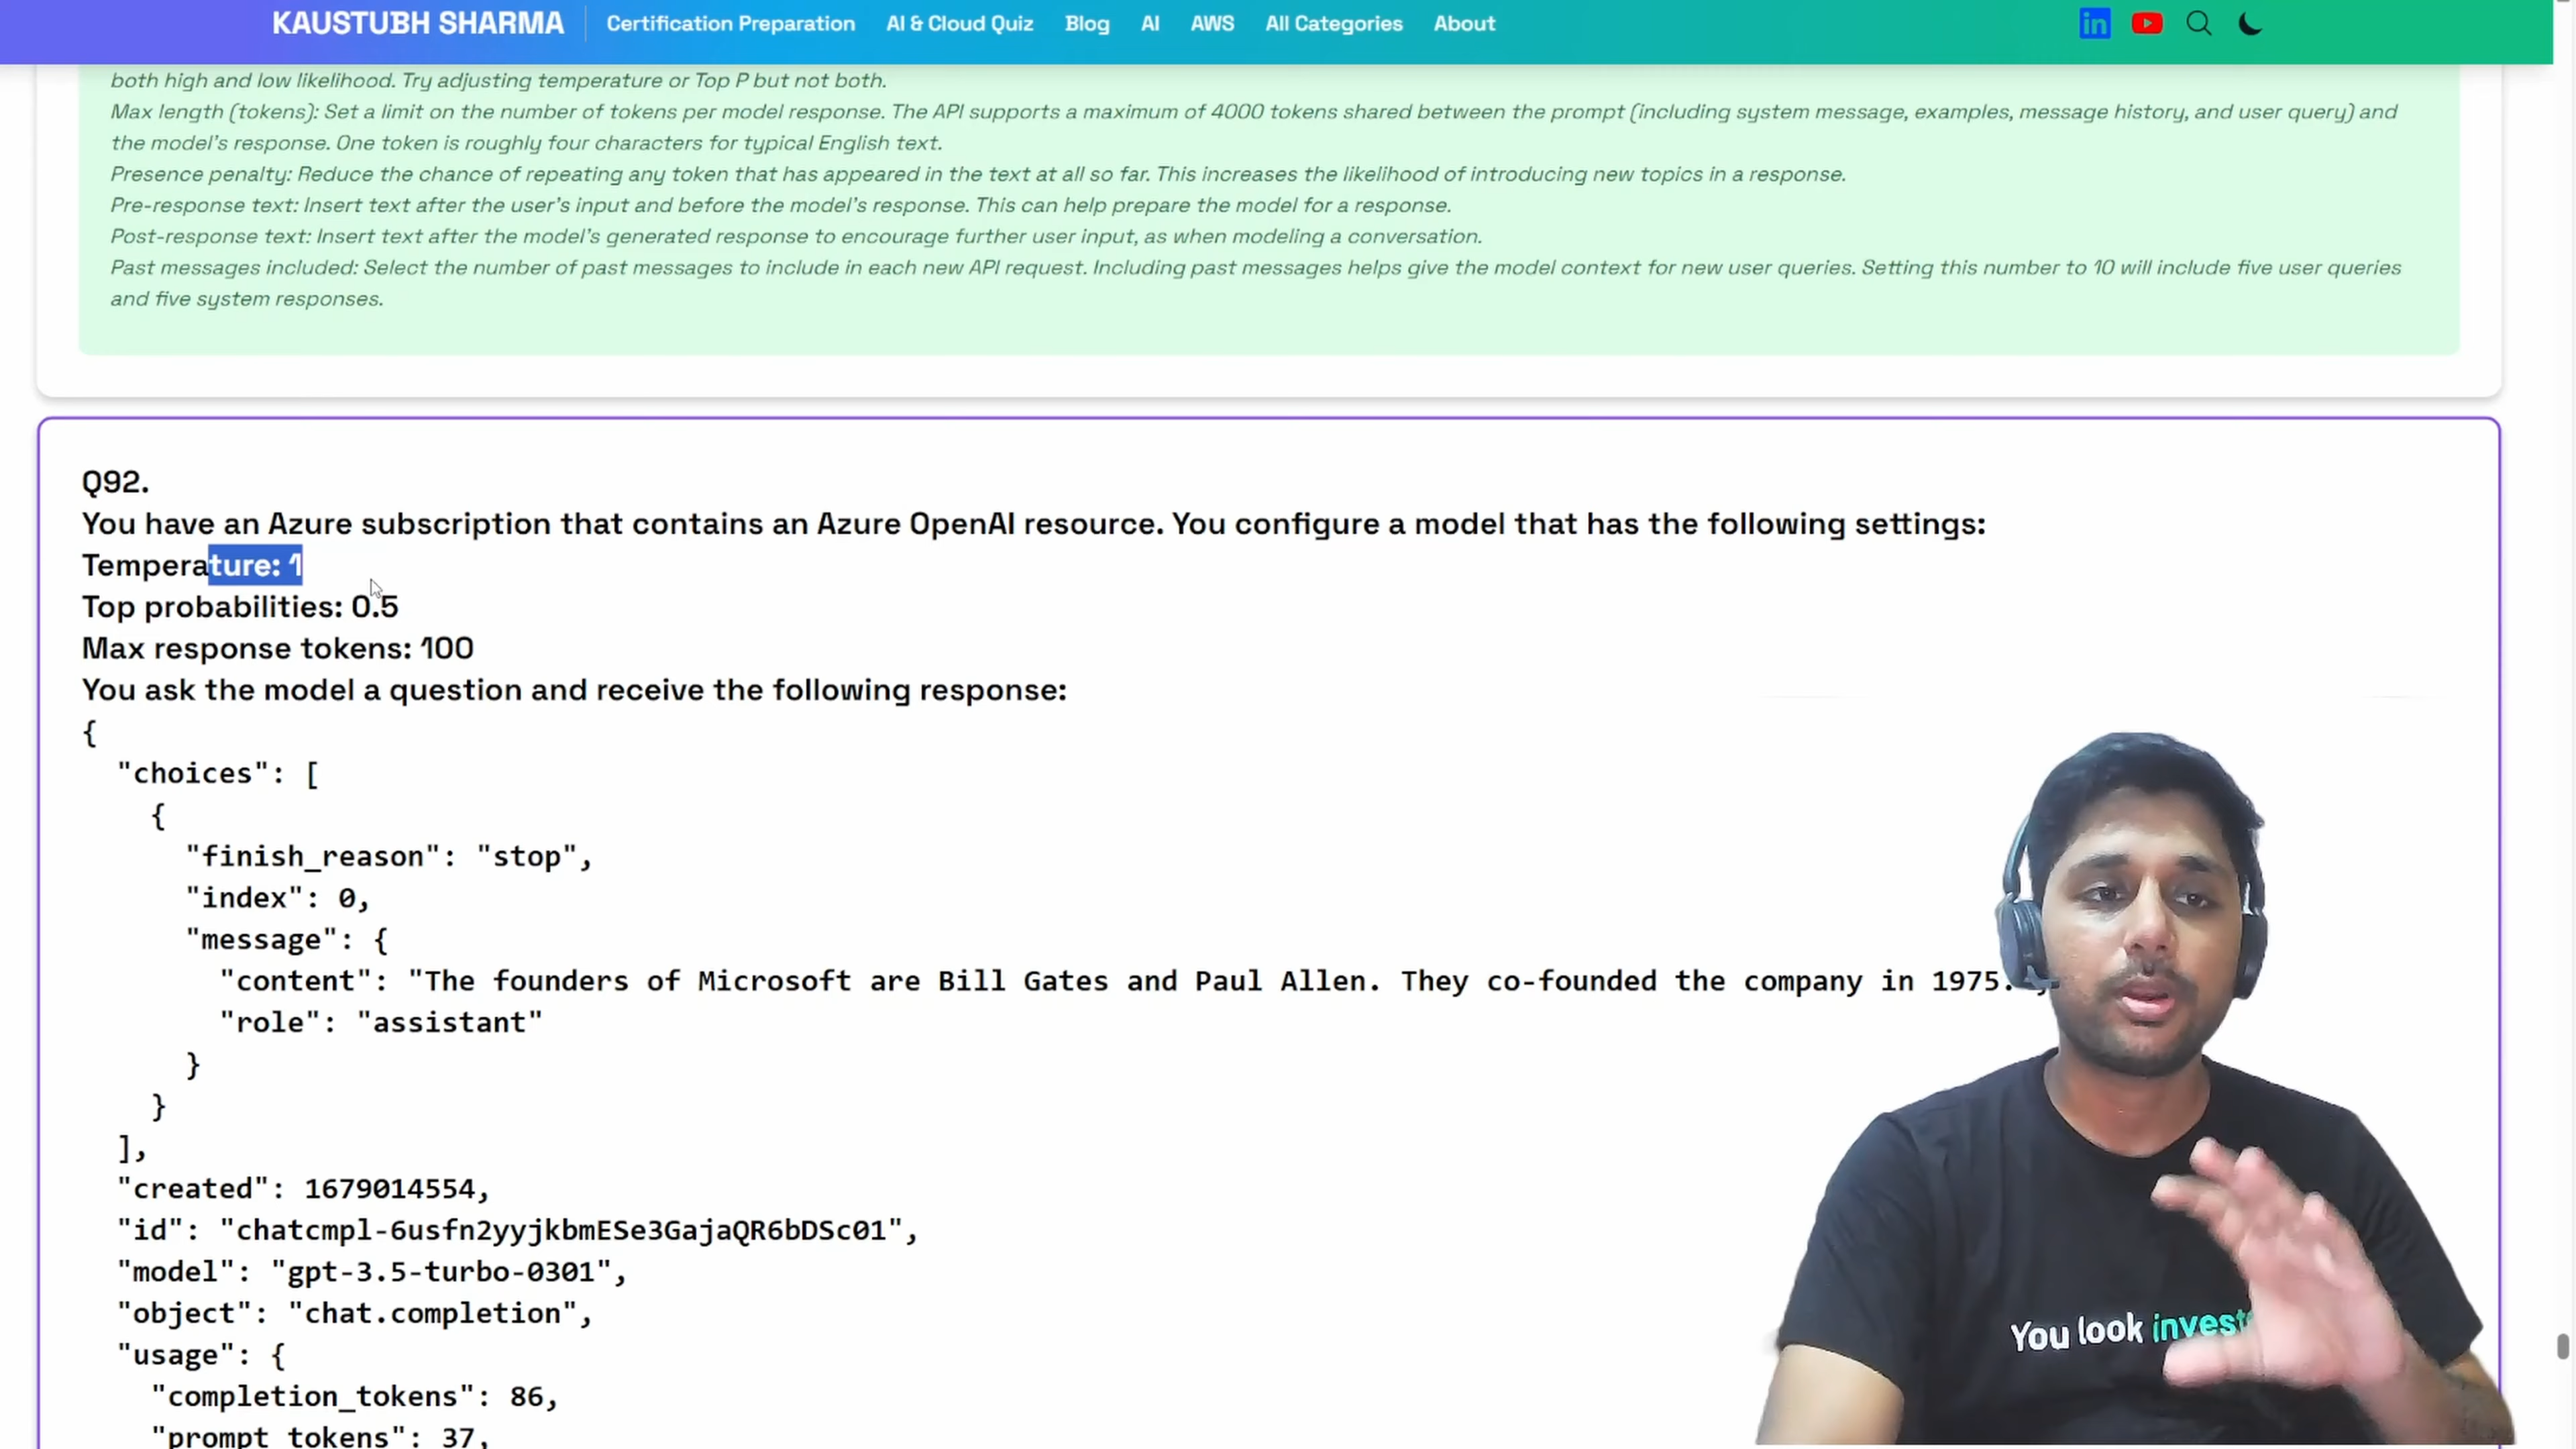 KAUSTUBH SHARMA Certification Preparation AI & Cloud Quiz Blog AI AWS All Categories About
both high and low likelihood. Try adjusting temperature or Top P but not both.
Max length (tokens): Set a limit on the number of tokens per model response. The API supports a maximum of 4000 tokens shared between the prompt (including system message, examples, message history, and user query) and
the model's response. One token is roughly four characters for typical English text.
Presence penalty: Reduce the chance of repeating any token that has appeared in the text at all so far. This increases the likelihood of introducing new topics in a response.
Pre-response text: Insert text after the user's input and before the model's response. This can help prepare the model for a response.
Post-response text: Insert text after the model's generated response to encourage further user input, as when modeling a conversation.
Past messages included: Select the number of past messages to include in each new API request. Including past messages helps give the model context for new user queries. Setting this number to 10 will include five user queries
and five system responses.
Q92.
You have an Azure subscription that contains an Azure OpenAI resource. You configure a model that has the following settings:
Temperature: 1
Top probabilities: 0.5
Max response tokens: 100
You ask the model a question and receive the following response:
{
"choices": [
{
"finish_reason": "stop",
"index": 0,
"message": {
"content": "The founders of Microsoft are Bill Gates and Paul Allen. They co-founded the company in 1975.
"role": "assistant"
}
}
],
"created": 1679014554,
"id": "chatcmpl-6usfn2yyjkbmESe3GajaQR6bDSc01",
"model": "gpt-3.5-turbo-0301",
"object": "chat.completion",
"usage": {
"completion_tokens": 86,
"prompt_tokens": 37,
You look